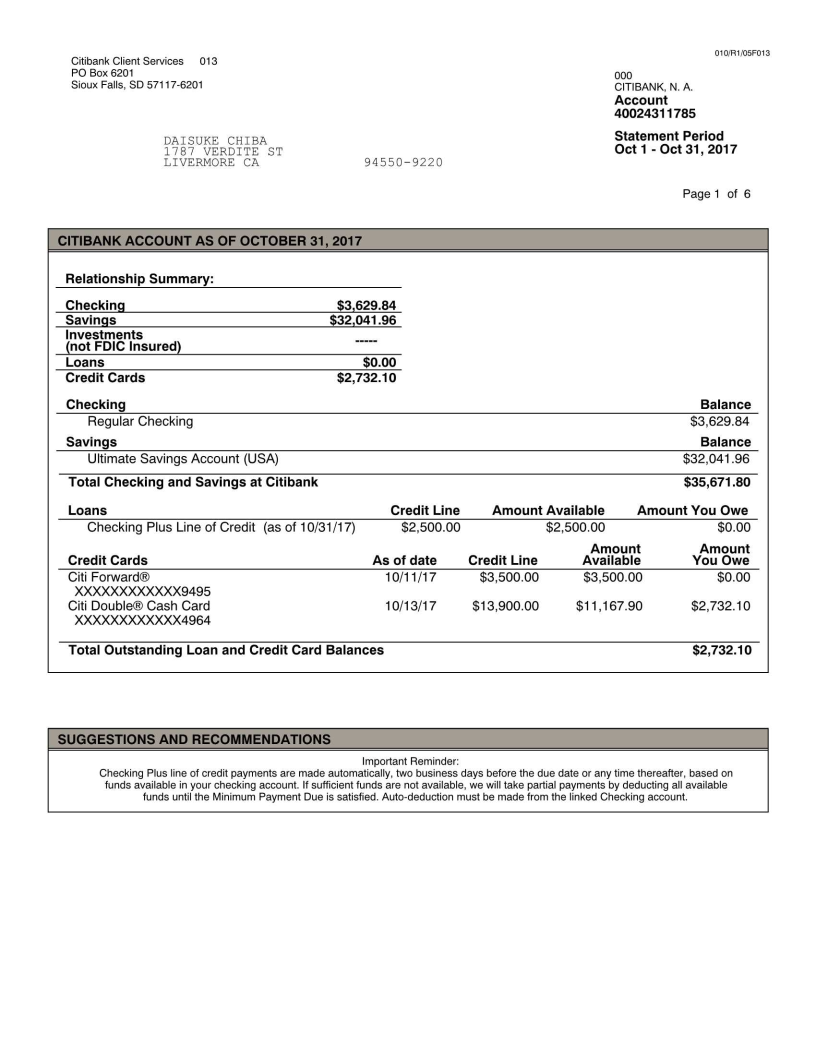 010/R1/05F013
Citibank Client Services 013
PO Box 6201
Sioux Falls, SD 57117-6201
000
CITIBANK, N. A.
Account
40024311785
Statement Period
Oct 1 - Oct 31, 2017
DAISUKE CHIBA
1787 VERDITE ST
LIVERMORE CA 94550-9220
Page 1 of 6
CITIBANK ACCOUNT AS OF OCTOBER 31, 2017
Relationship Summary:
Checking $3,629.84
Savings $32,041.96
Investments
(not FDIC Insured) -----
Loans $0.00
Credit Cards $2,732.10
Checking Balance
Regular Checking $3,629.84
Savings Balance
Ultimate Savings Account (USA) $32,041.96
Total Checking and Savings at Citibank $35,671.80
Loans Credit Line Amount Available Amount You Owe
Checking Plus Line of Credit (as of 10/31/17) $2,500.00 $2,500.00 $0.00
Credit Cards As of date Credit Line Amount Available Amount You Owe
Citi Forward® 10/11/17 $3,500.00 $3,500.00 $0.00
XXXXXXXXXXXX9495
Citi Double® Cash Card 10/13/17 $13,900.00 $11,167.90 $2,732.10
XXXXXXXXXXXX4964
Total Outstanding Loan and Credit Card Balances $2,732.10
SUGGESTIONS AND RECOMMENDATIONS
Important Reminder:
Checking Plus line of credit payments are made automatically, two business days before the due date or any time thereafter, based on
funds available in your checking account. If sufficient funds are not available, we will take partial payments by deducting all available
funds until the Minimum Payment Due is satisfied. Auto-deduction must be made from the linked Checking account.